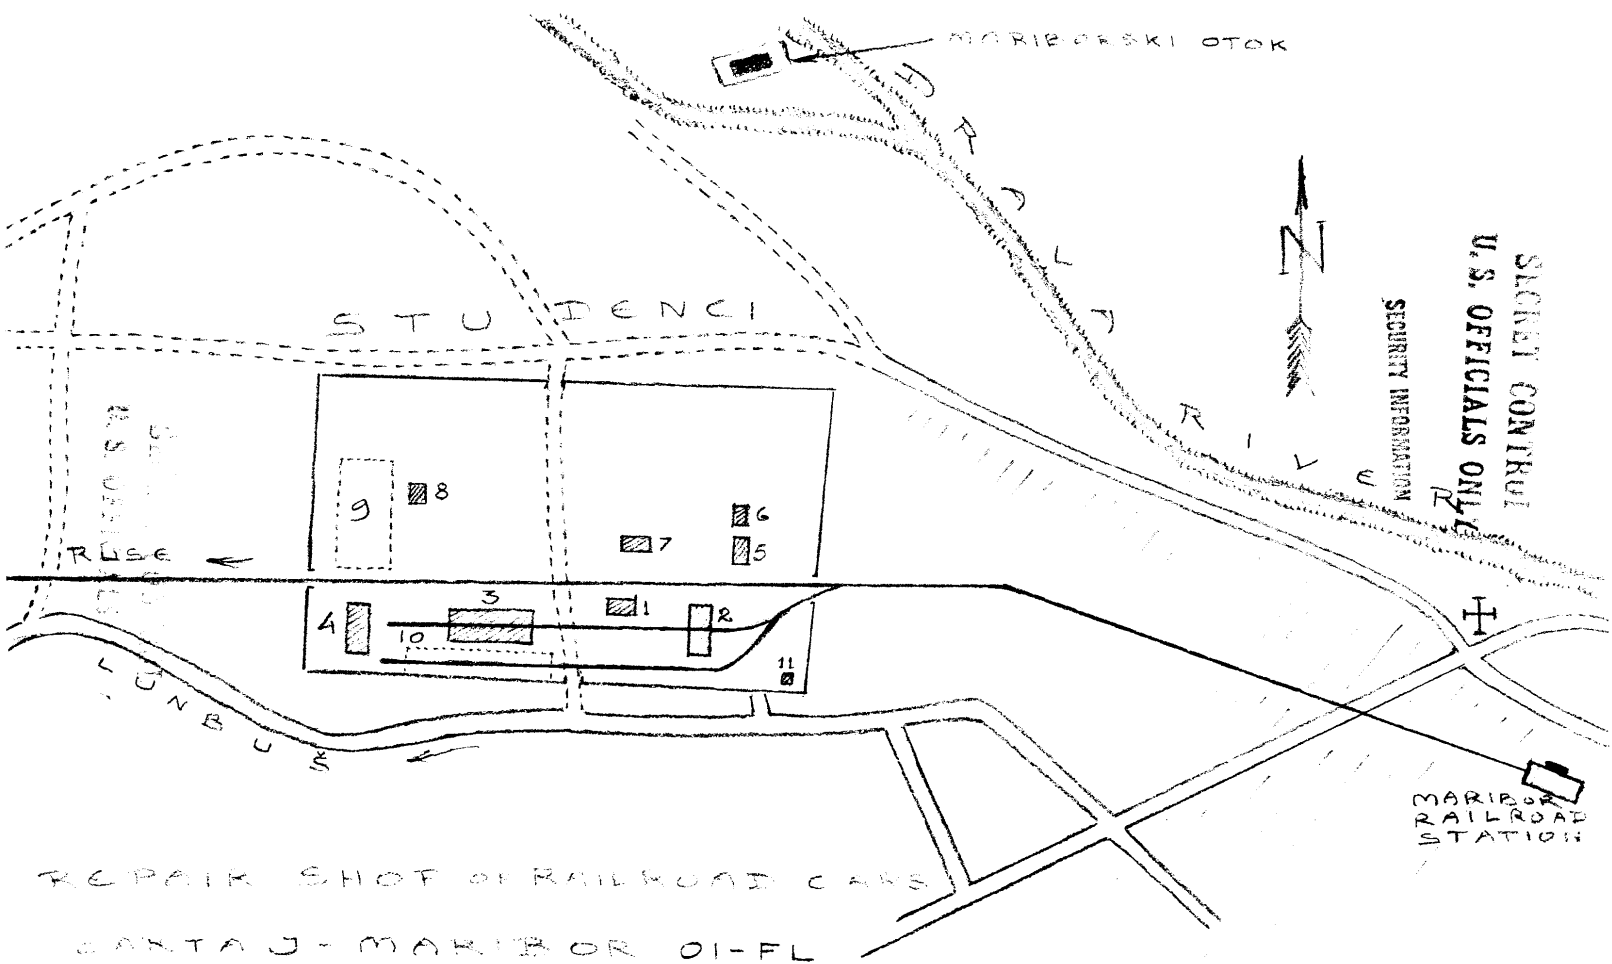 MARIBORSKI OTOK
DRAVA RIVER
N
SECRET CONTROL
U.S. OFFICIALS ONLY
SECURITY INFORMATION
STUDENCI
8
9
6
7
5
RUSE
3
4
1
2
10
11
LUNBUŠ
MARIBOR
RAILROAD
STATION
REPAIR SHOP OF RAILROAD CARS
MARIBOR 01-FL